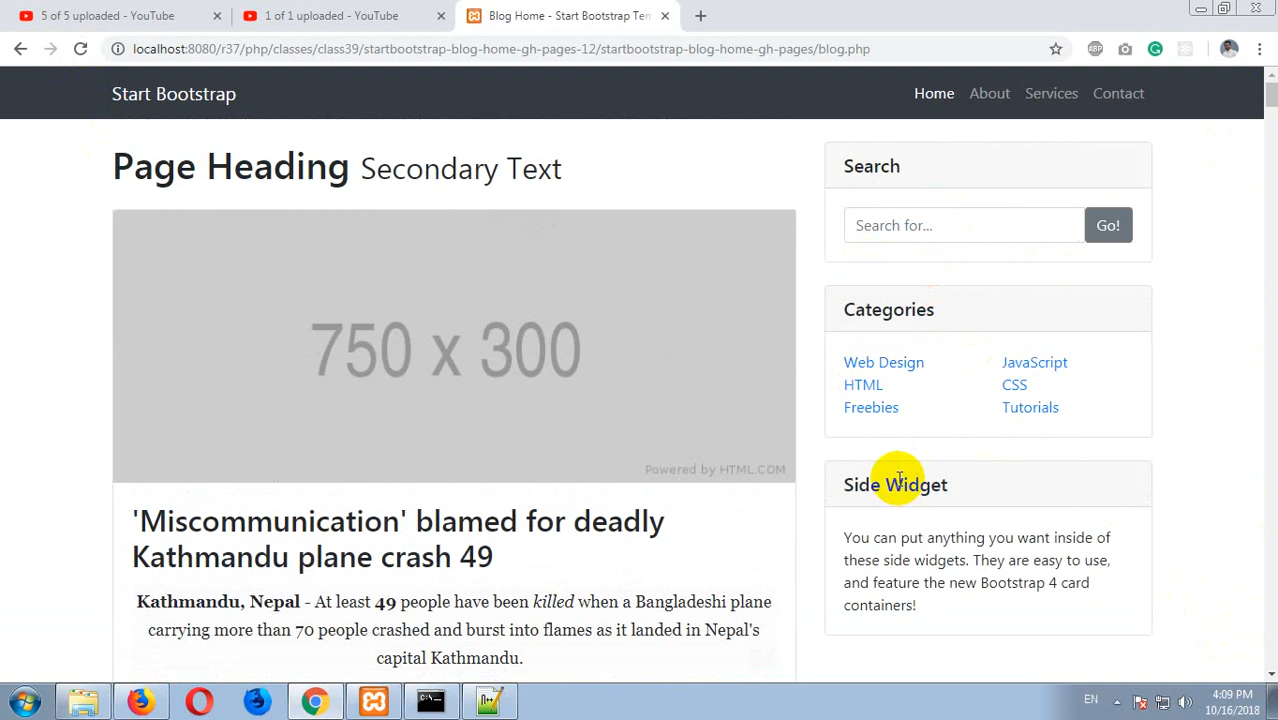 5 of 5 uploaded - YouTube
1 of 1 uploaded - YouTube
Blog Home - Start Bootstrap Tem
localhost:8080/r37/php/classes/class39/startbootstrap-blog-home-gh-pages-12/startbootstrap-blog-home-gh-pages/blog.php
ABP
Start Bootstrap
Home About Services Contact
Page Heading Secondary Text
750 x 300
Powered by HTML.COM
'Miscommunication' blamed for deadly
Kathmandu plane crash 49
Kathmandu, Nepal - At least 49 people have been killed when a Bangladeshi plane
carrying more than 70 people crashed and burst into flames as it landed in Nepal's
capital Kathmandu.
Search
Search for... Go!
Categories
Web Design JavaScript
HTML CSS
Freebies Tutorials
Side Widget
You can put anything you want inside of
these side widgets. They are easy to use,
and feature the new Bootstrap 4 card
containers!
EN
4:09 PM
10/16/2018